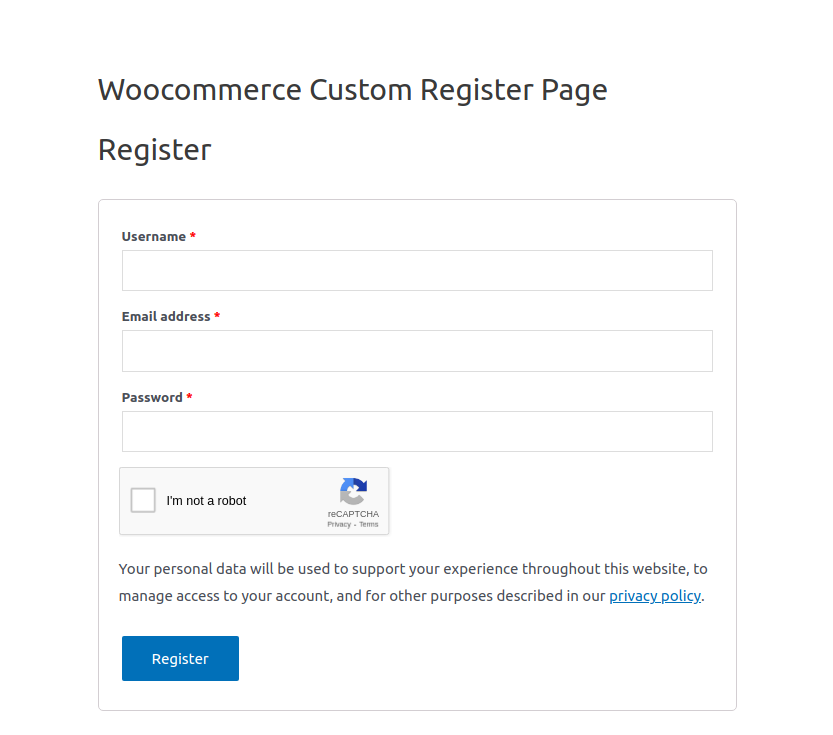 Woocommerce Custom Register Page
Register
Username *
Email address *
Password *
I'm not a robot
reCAPTCHA
Privacy - Terms
Your personal data will be used to support your experience throughout this website, to
manage access to your account, and for other purposes described in our privacy policy.
Register